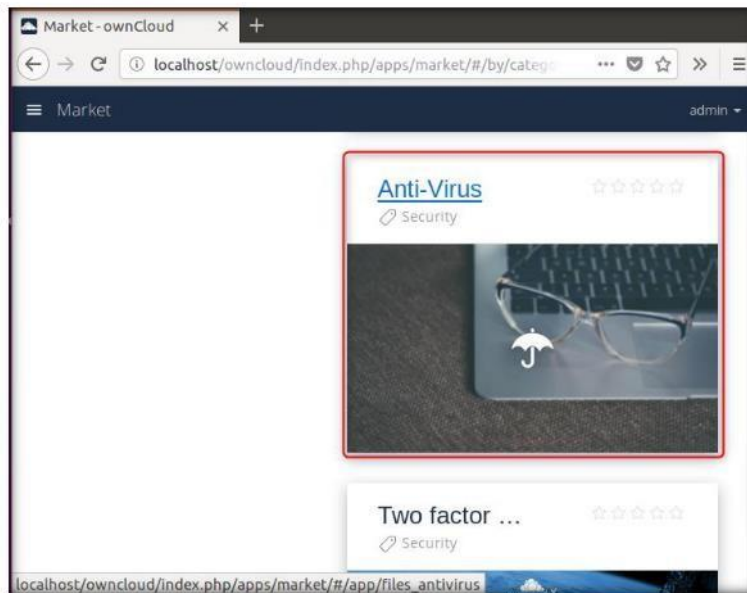 Market - ownCloud
localhost/owncloud/index.php/apps/market/#/by/catego
Market
admin
Anti-Virus
Security
Two factor ...
Security
localhost/owncloud/index.php/apps/market/#/app/files_antivirus